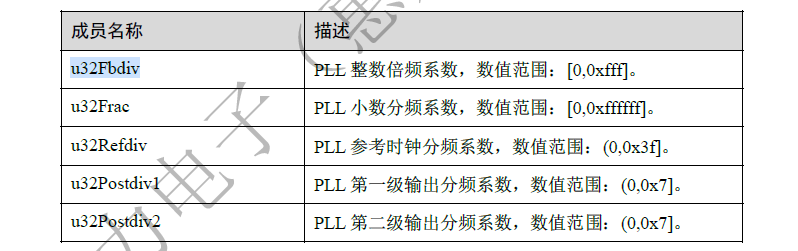 成员名称 描述
u32Fbdiv PLL 整数倍频系数，数值范围：[0,0xfff]。
u32Frac PLL 小数分频系数，数值范围：[0,0xffffff]。
u32Refdiv PLL 参考时钟分频系数，数值范围：(0,0x3f]。
u32Postdiv1 PLL 第一级输出分频系数，数值范围：(0,0x7]。
u32Postdiv2 PLL 第二级输出分频系数，数值范围：(0,0x7]。
力电子（惠